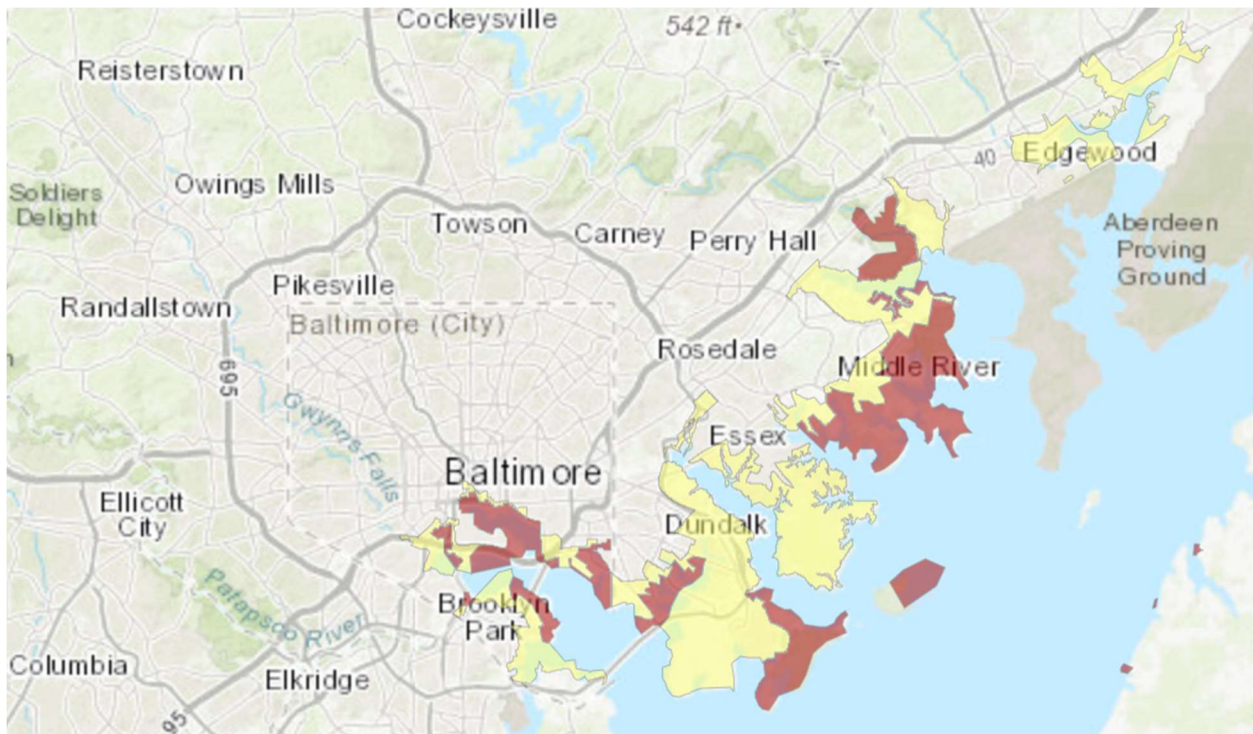 Cockeysville
542 ft
Reisterstown
1
40
Edgewood
Owings Mills
Soldiers
Delight
Towson
Carney
Perry Hall
Aberdeen
Proving
Ground
Pikesville
Randallstown
Baltimore (City)
Rosedale
695
Middle River
Gwynns Falls
Essex
Baltimore
Ellicott
City
Dundalk
Patapsco River
Brooklyn
Park
Columbia
Elkridge
95